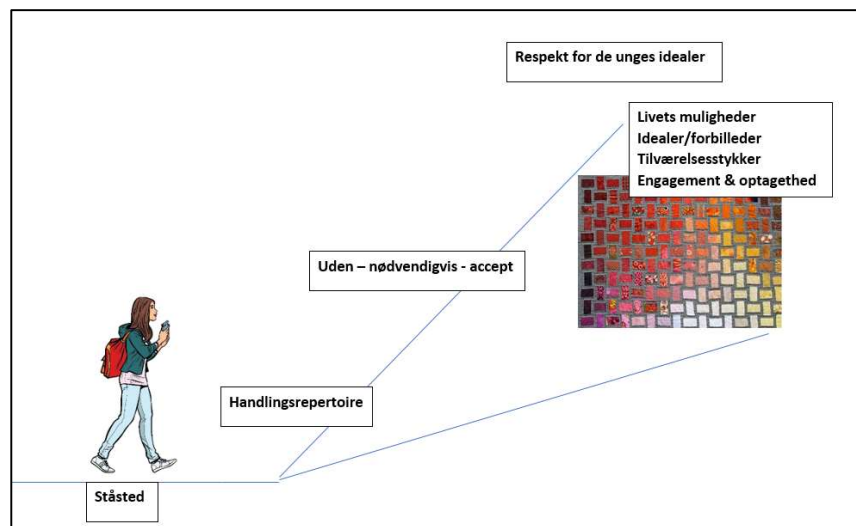 Respekt for de unges idealer
Livets muligheder
Idealer/forbilleder
Tilværelsesstykker
Engagement & optagethed
Uden – nødvendigvis - accept
Handlingsrepertoire
Ståsted